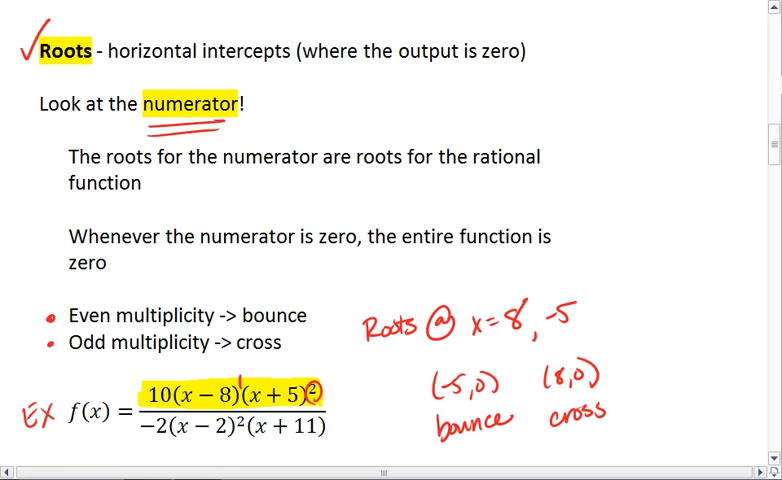 ✓Roots - horizontal intercepts (where the output is zero)
Look at the numerator!
The roots for the numerator are roots for the rational
function
Whenever the numerator is zero, the entire function is
zero
• Even multiplicity -> bounce
• Odd multiplicity -> cross
Roots @ x=8, -5
(-5,0) (8,0)
bounce cross
EX f(x) = 10(x − 8)¹(x + 5)²
−2(x − 2)²(x + 11)